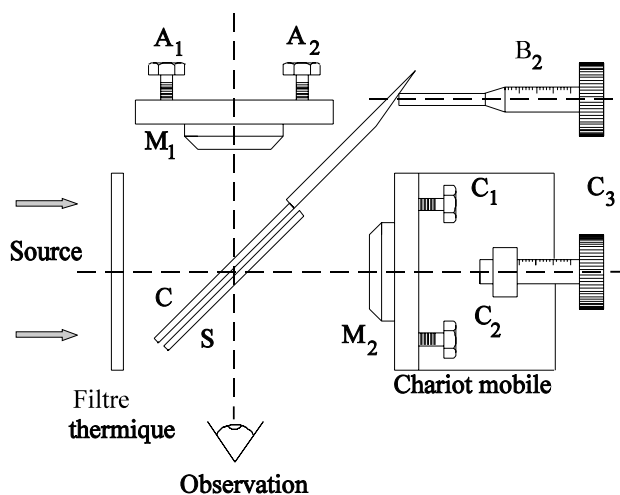 A1
A2
B2
M1
C1
C3
Source
C
S
M2
C2
Chariot mobile
Filtre
thermique
Observation